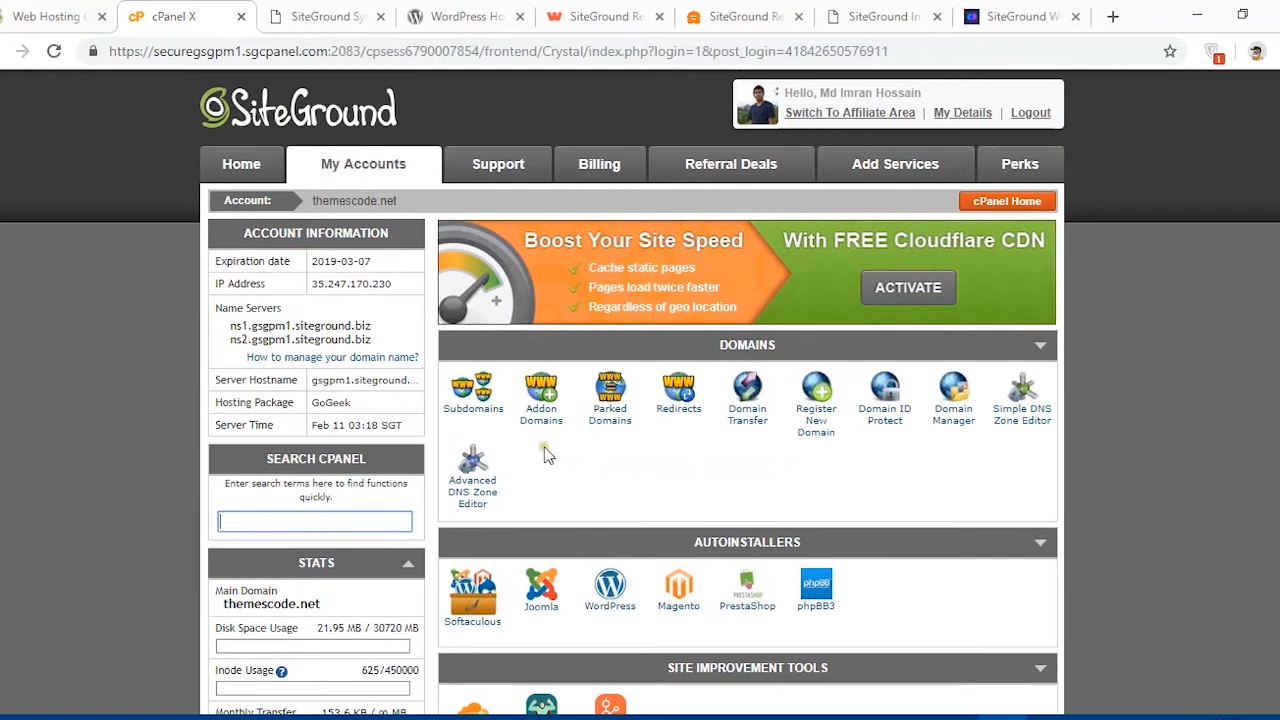 Web Hosting C
cPanel X
SiteGround Sy
WordPress Ho
SiteGround Re
SiteGround Re
SiteGround In
SiteGround W
https://securegsgpm1.sgcpanel.com:2083/cpsess6790007854/frontend/Crystal/index.php?login=1&post_login=41842650576911
1
SiteGround
Hello, Md Imran Hossain
Switch To Affiliate Area | My Details | Logout
Home
My Accounts
Support
Billing
Referral Deals
Add Services
Perks
Account: themescode.net
cPanel Home
ACCOUNT INFORMATION
Expiration date 2019-03-07
IP Address 35.247.170.230
Name Servers
ns1.gsgpm1.siteground.biz
ns2.gsgpm1.siteground.biz
How to manage your domain name?
Server Hostname gsgpm1.siteground....
Hosting Package GoGeek
Server Time Feb 11 03:18 SGT
SEARCH CPANEL
Enter search terms here to find functions
quickly.
STATS
Main Domain
themescode.net
Disk Space Usage 21.95 MB / 30720 MB
Inode Usage ? 625/450000
Monthly Transfer 153.6 KB / ∞ MB
Boost Your Site Speed
Cache static pages
Pages load twice faster
Regardless of geo location
With FREE Cloudflare CDN
ACTIVATE
DOMAINS
Subdomains
Addon
Domains
Parked
Domains
Redirects
Domain
Transfer
Register
New
Domain
Domain ID
Protect
Domain
Manager
Simple DNS
Zone Editor
Advanced
DNS Zone
Editor
AUTOINSTALLERS
Softaculous
Joomla
WordPress
Magento
PrestaShop
phpBB3
SITE IMPROVEMENT TOOLS